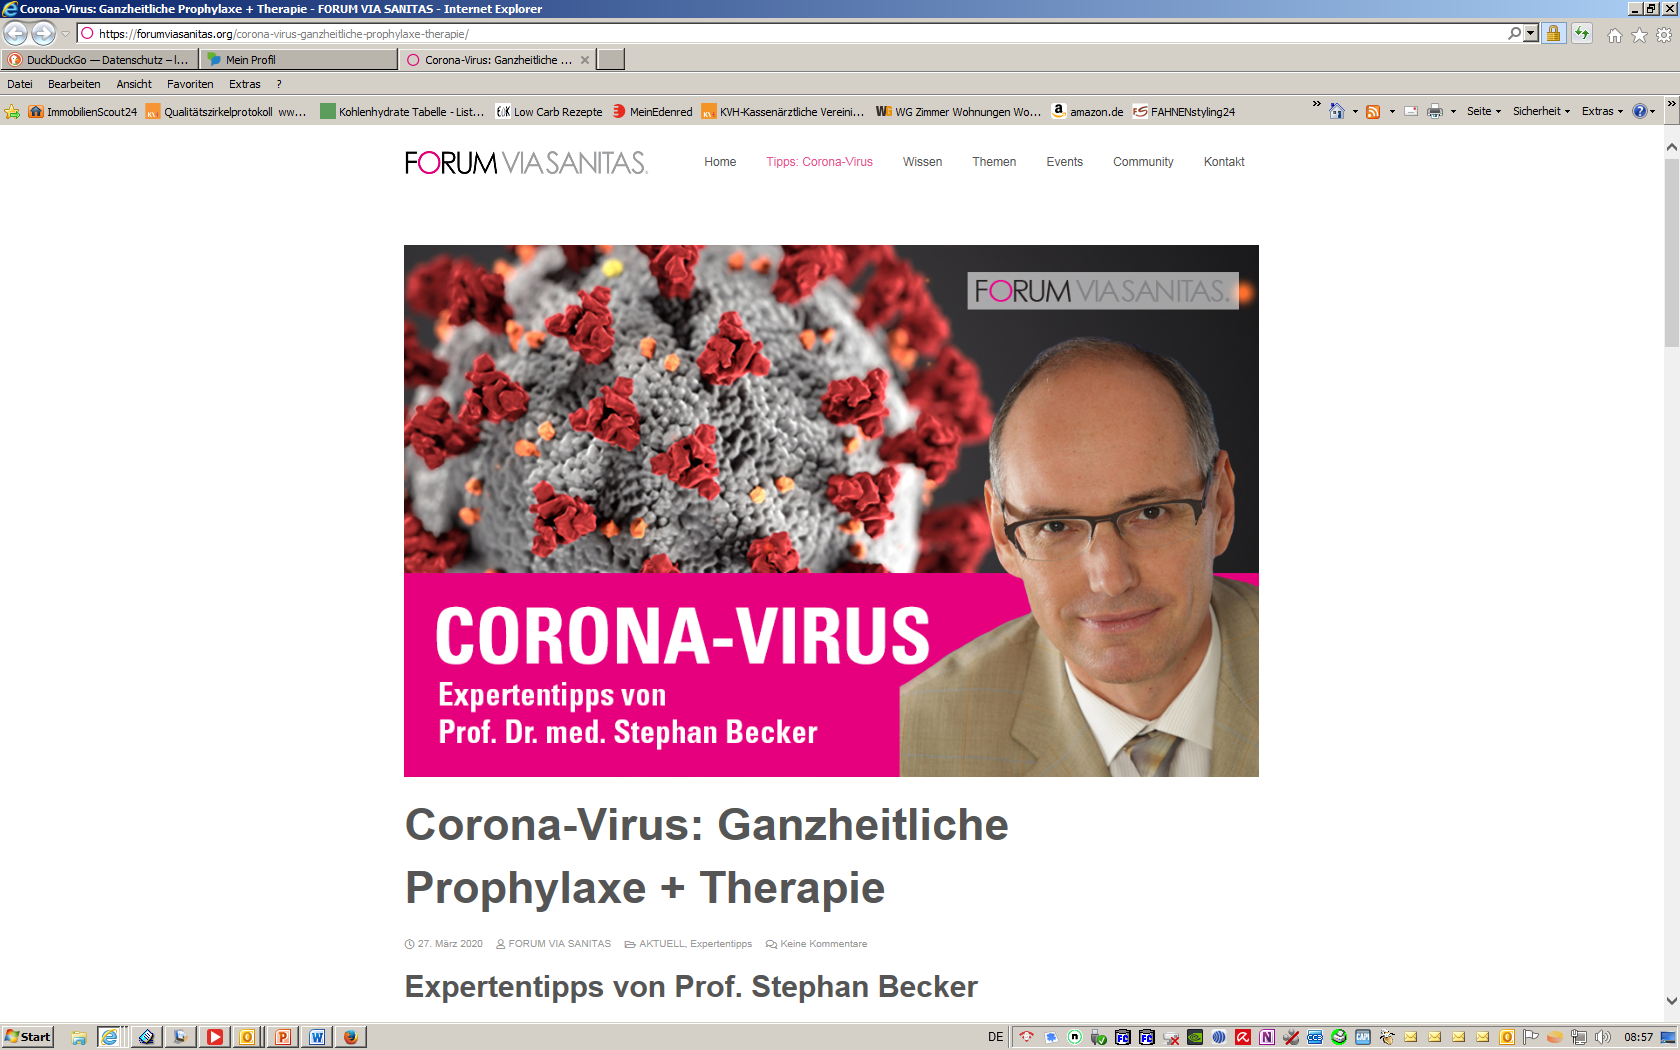 Corona-Virus: Ganzheitliche Prophylaxe + Therapie - FORUM VIA SANITAS - Internet Explorer
https://forumviasanitas.org/corona-virus-ganzheitliche-prophylaxe-therapie/
DuckDuckGo — Datenschutz – l...
Mein Profil
Corona-Virus: Ganzheitliche ...
Datei Bearbeiten Ansicht Favoriten Extras ?
ImmobilienScout24 Qualitätszirkelprotokoll www... Kohlenhydrate Tabelle - List... Low Carb Rezepte MeinEdenred KVH-Kassenärztliche Vereini... WG Zimmer Wohnungen Wo... amazon.de FAHNENstyling24 Seite Sicherheit Extras
FORUM VIA SANITAS.
Home Tipps: Corona-Virus Wissen Themen Events Community Kontakt
FORUM VIA SANITAS.
CORONA-VIRUS
Expertentipps von
Prof. Dr. med. Stephan Becker
Corona-Virus: Ganzheitliche
Prophylaxe + Therapie
27. März 2020 FORUM VIA SANITAS AKTUELL, Expertentipps Keine Kommentare
Expertentipps von Prof. Stephan Becker
Start DE 08:57